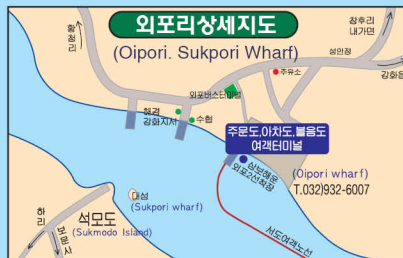 외포리상세지도
(Oipori. Sukpori Wharf)
황청리
창후리
내가면
성안정
강화읍
주유소
외포버스터미널
해경
강화지서
수협
주문도,아차도,볼음도
여객터미널
삼보해운
외포2선착장
(Oipori wharf)
T.032)932-6007
대섬
(Sukpori wharf)
하리
석모도
(Sukmodo Island)
보문사
서도여객노선